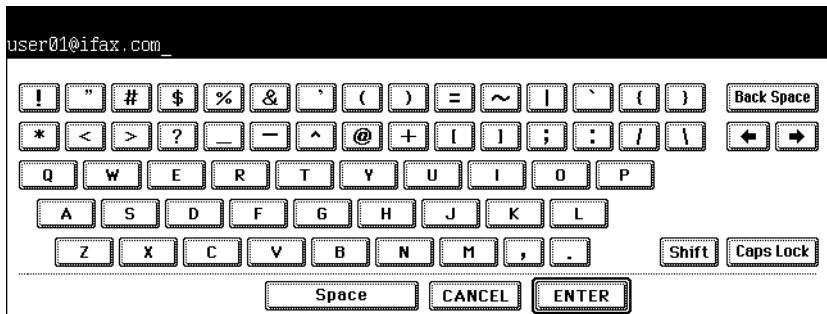 user01@ifax.com_
! " # $ % & ' ( ) = ~ | ` { } Back Space
* < > ? _ - ^ @ + [ ] ; : / \ ← →
Q W E R T Y U I O P
A S D F G H J K L
Z X C V B N M , . Shift Caps Lock
Space CANCEL ENTER